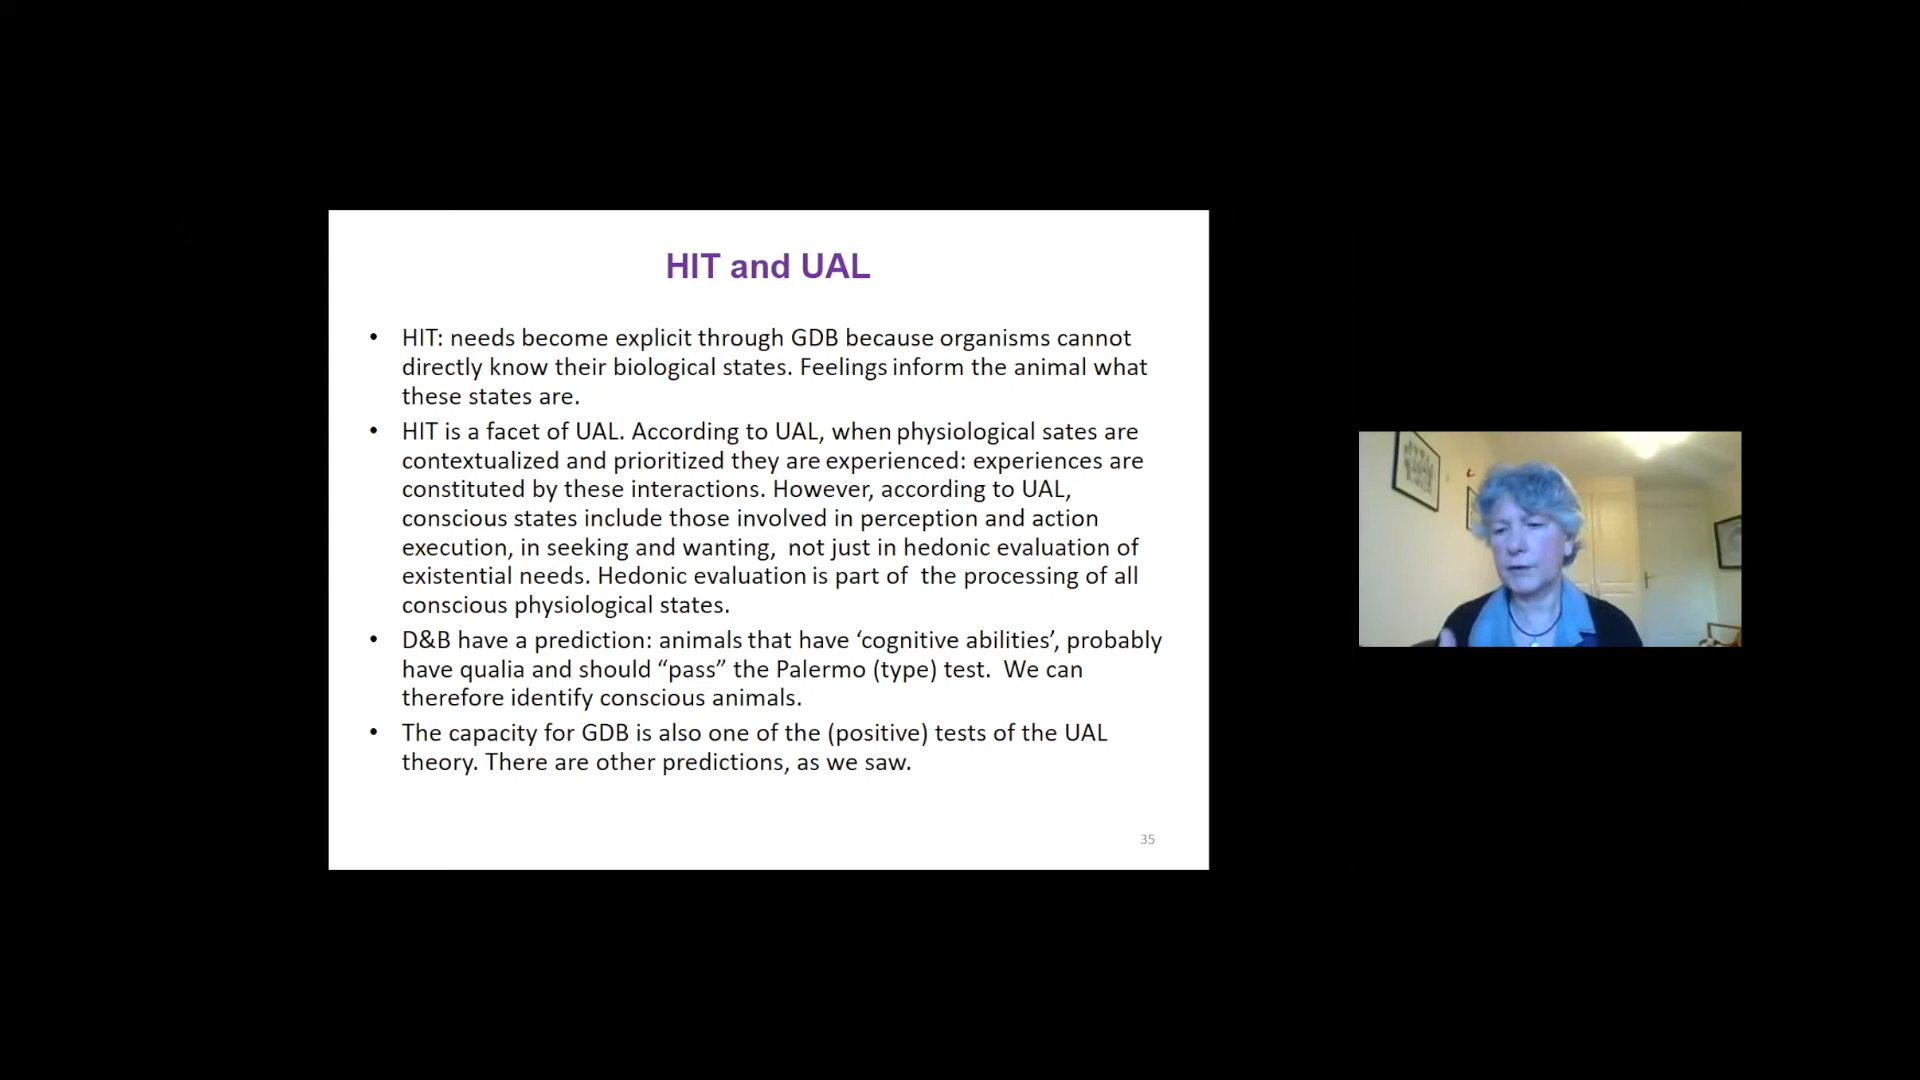 HIT and UAL
• HIT: needs become explicit through GDB because organisms cannot
directly know their biological states. Feelings inform the animal what
these states are.
• HIT is a facet of UAL. According to UAL, when physiological sates are
contextualized and prioritized they are experienced: experiences are
constituted by these interactions. However, according to UAL,
conscious states include those involved in perception and action
execution, in seeking and wanting,  not just in hedonic evaluation of
existential needs. Hedonic evaluation is part of  the processing of all
conscious physiological states.
• D&B have a prediction: animals that have ‘cognitive abilities’, probably
have qualia and should “pass” the Palermo (type) test.  We can
therefore identify conscious animals.
• The capacity for GDB is also one of the (positive) tests of the UAL
theory. There are other predictions, as we saw.
35